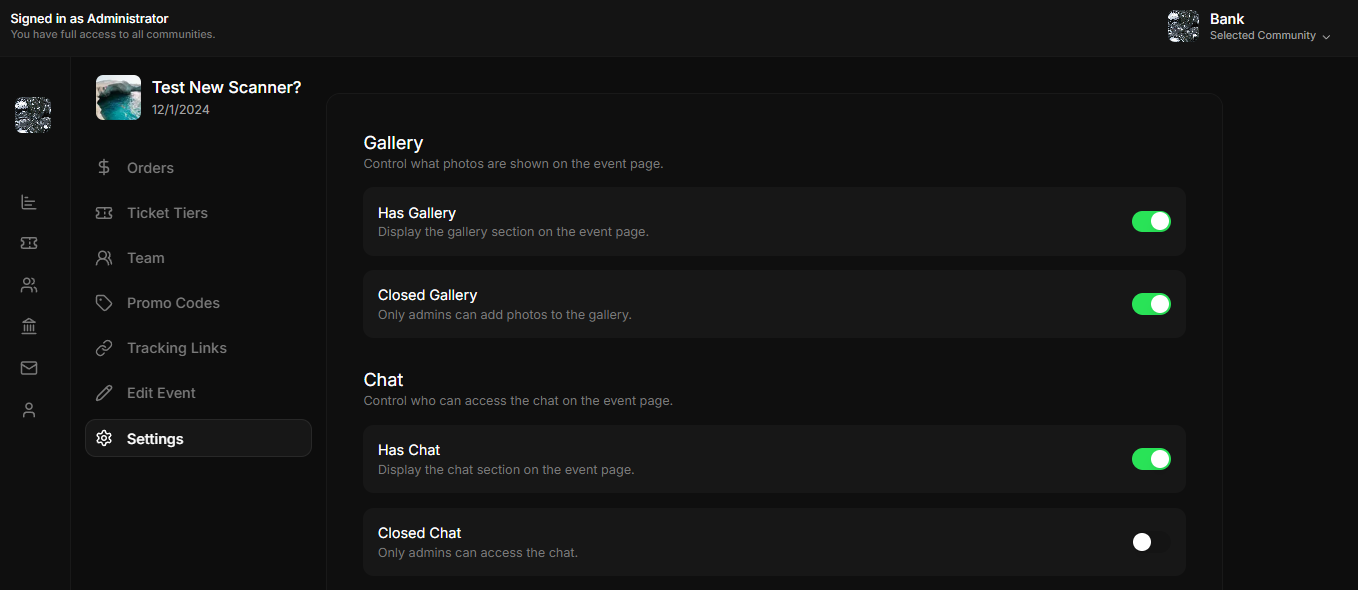 Signed in as Administrator
You have full access to all communities.
Bank
Selected Community
Test New Scanner?
12/1/2024
Orders
Ticket Tiers
Team
Promo Codes
Tracking Links
Edit Event
Settings
Gallery
Control what photos are shown on the event page.
Has Gallery
Display the gallery section on the event page.
Closed Gallery
Only admins can add photos to the gallery.
Chat
Control who can access the chat on the event page.
Has Chat
Display the chat section on the event page.
Closed Chat
Only admins can access the chat.